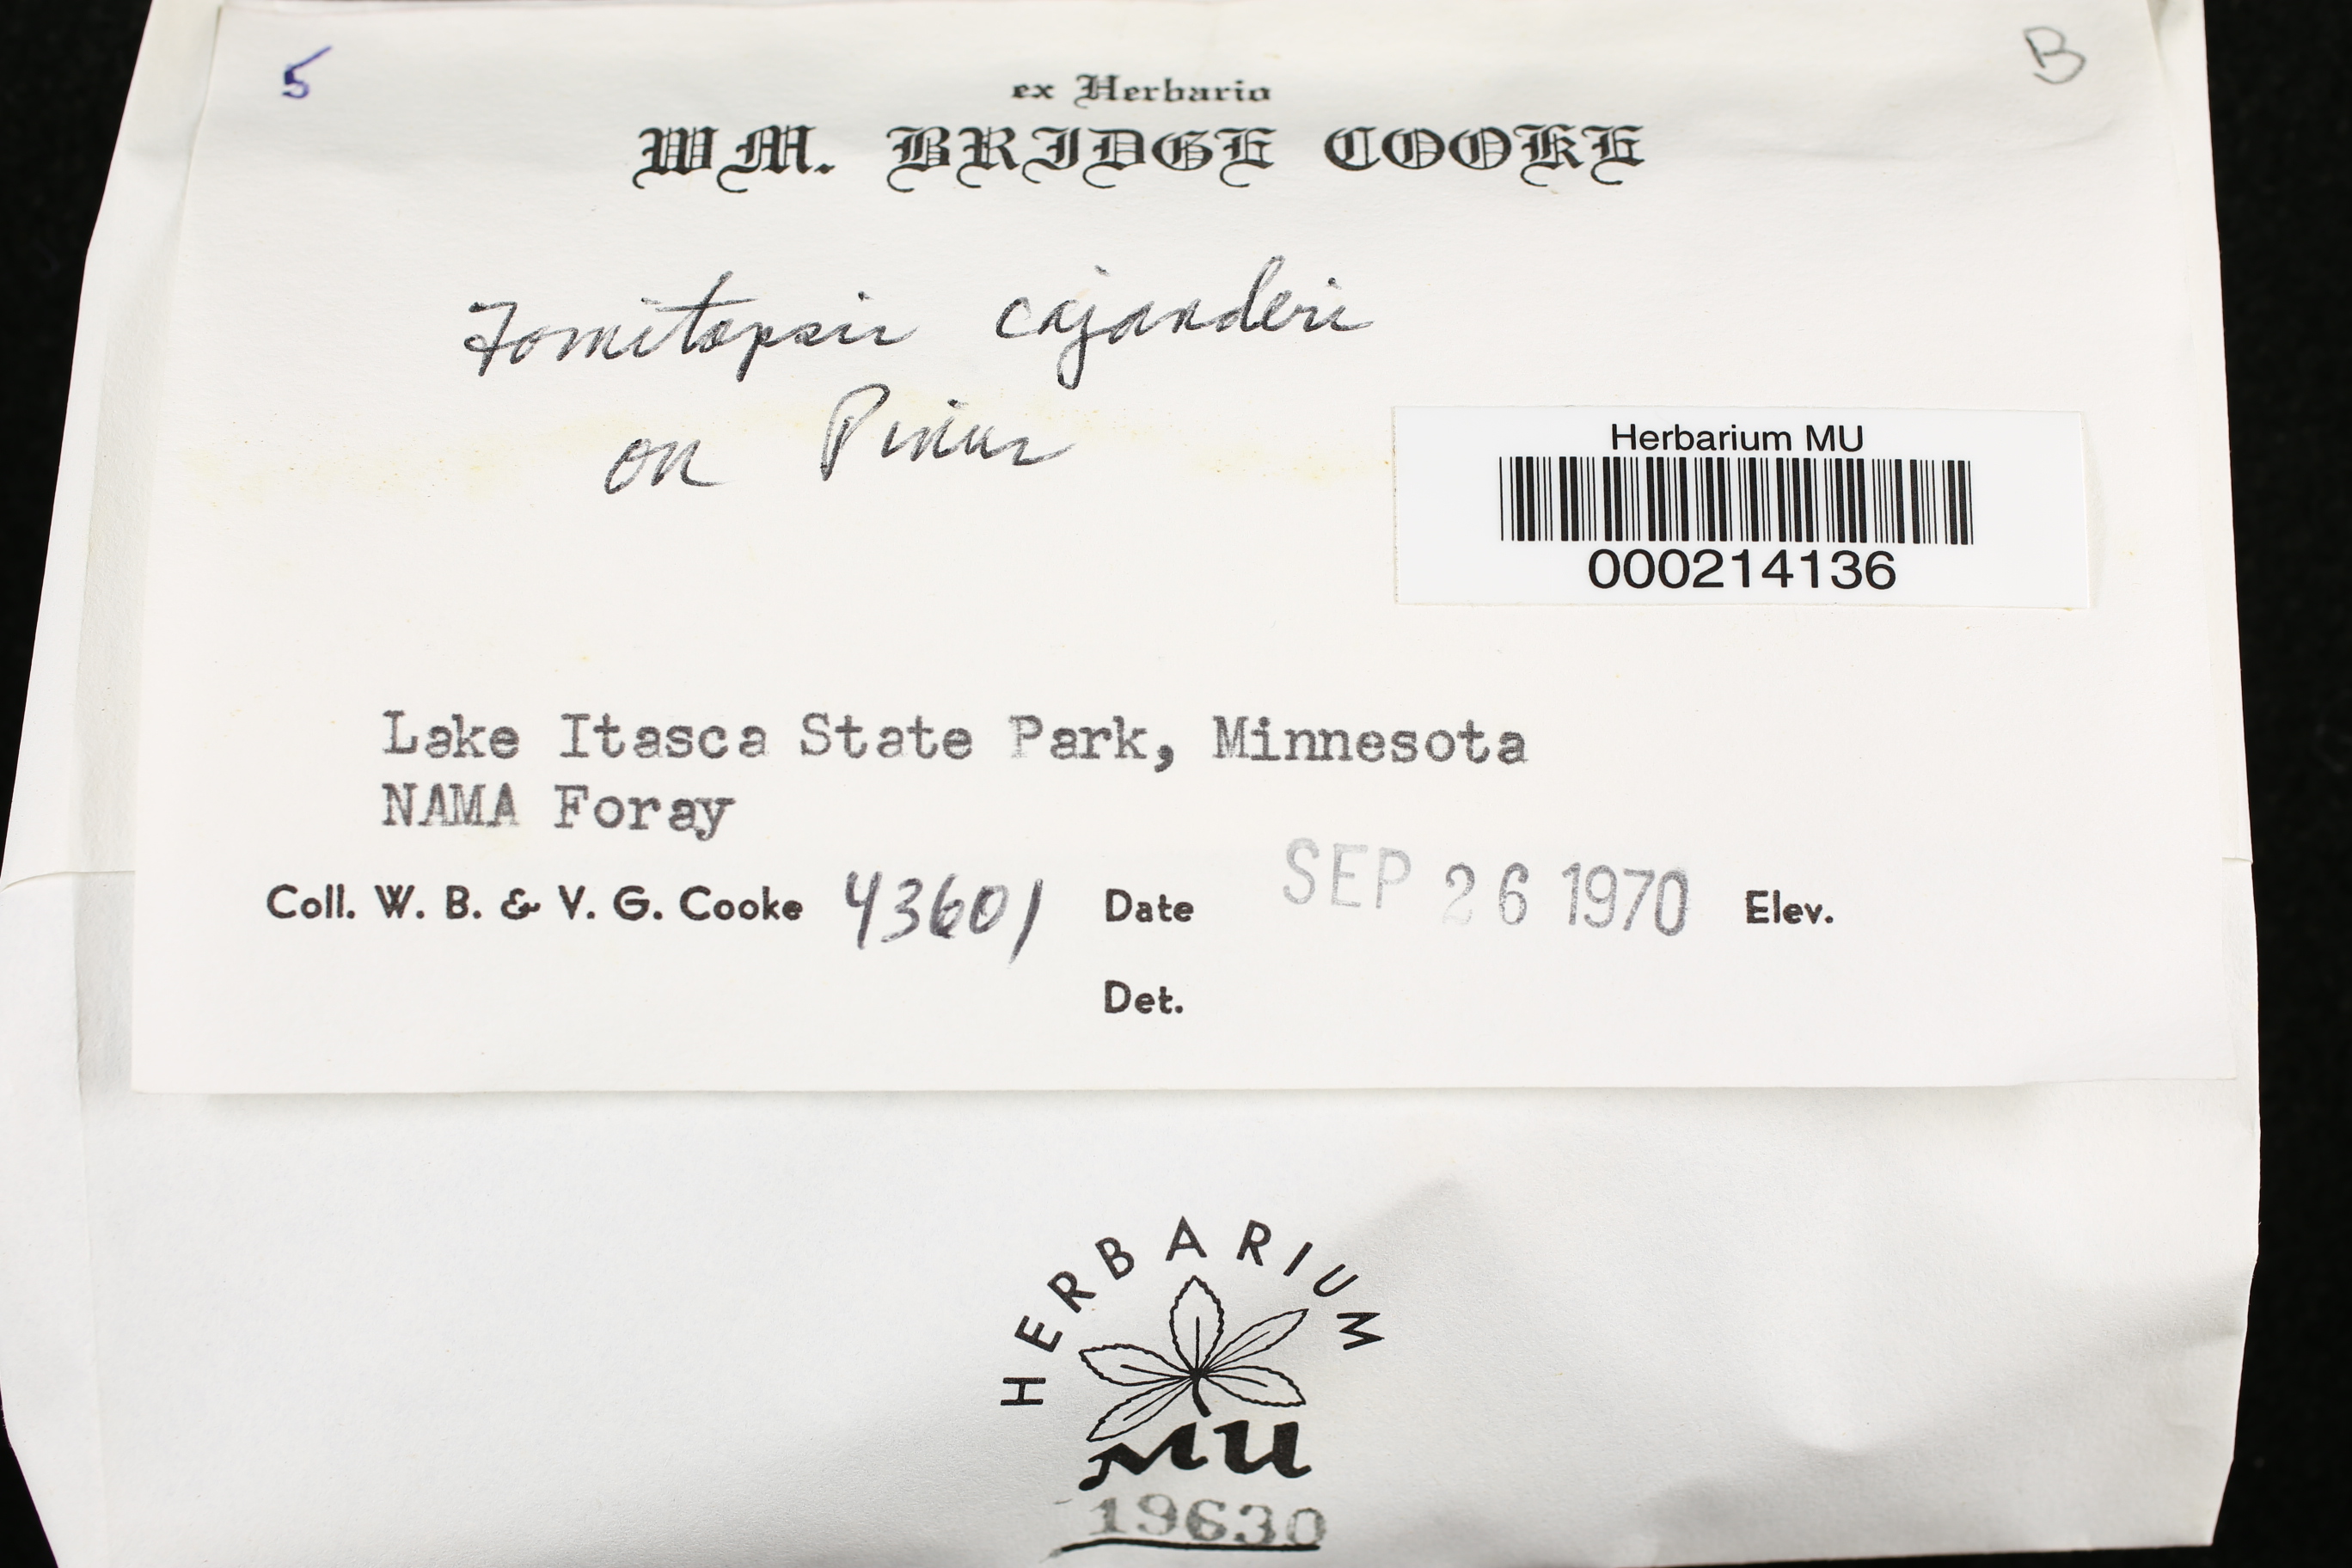 5
B
ex Herbario
WM. BRIDGE COOKE
Fomitopsis cajanderi
on Pinus
Herbarium MU
000214136
Lake Itasca State Park, Minnesota
NAMA Foray
Coll. W. B. & V. G. Cooke 43601 Date SEP 26 1970 Elev.
Det.
HERBARIUM
MU
19630